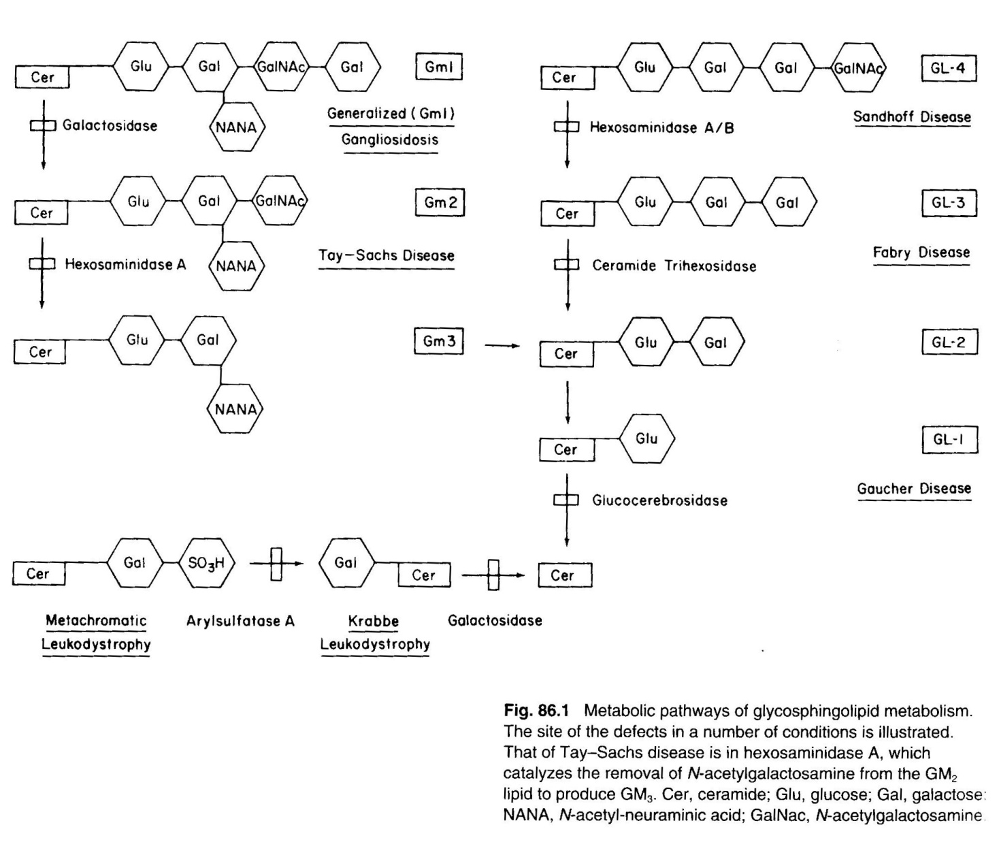 Cer Glu Gal GalNAc Gal Gm1
NANA
Galactosidase
Generalized (Gm1)
Gangliosidosis
Cer Glu Gal GalNAc Gm2
NANA
Hexosaminidase A
Tay–Sachs Disease
Cer Glu Gal Gm3
NANA
Cer Glu Gal Gal GalNAc GL-4
Hexosaminidase A/B
Sandhoff Disease
Cer Glu Gal Gal GL-3
Ceramide Trihexosidase
Fabry Disease
Cer Glu Gal GL-2
Cer Glu GL-1
Glucocerebrosidase
Gaucher Disease
Cer Gal SO3H Gal Cer Cer
Metachromatic
Leukodystrophy
Arylsulfatase A
Krabbe
Leukodystrophy
Galactosidase
Fig. 86.1 Metabolic pathways of glycosphingolipid metabolism.
The site of the defects in a number of conditions is illustrated.
That of Tay–Sachs disease is in hexosaminidase A, which
catalyzes the removal of N-acetylgalactosamine from the GM2
lipid to produce GM3. Cer, ceramide; Glu, glucose; Gal, galactose:
NANA, N-acetyl-neuraminic acid; GalNac, N-acetylgalactosamine.